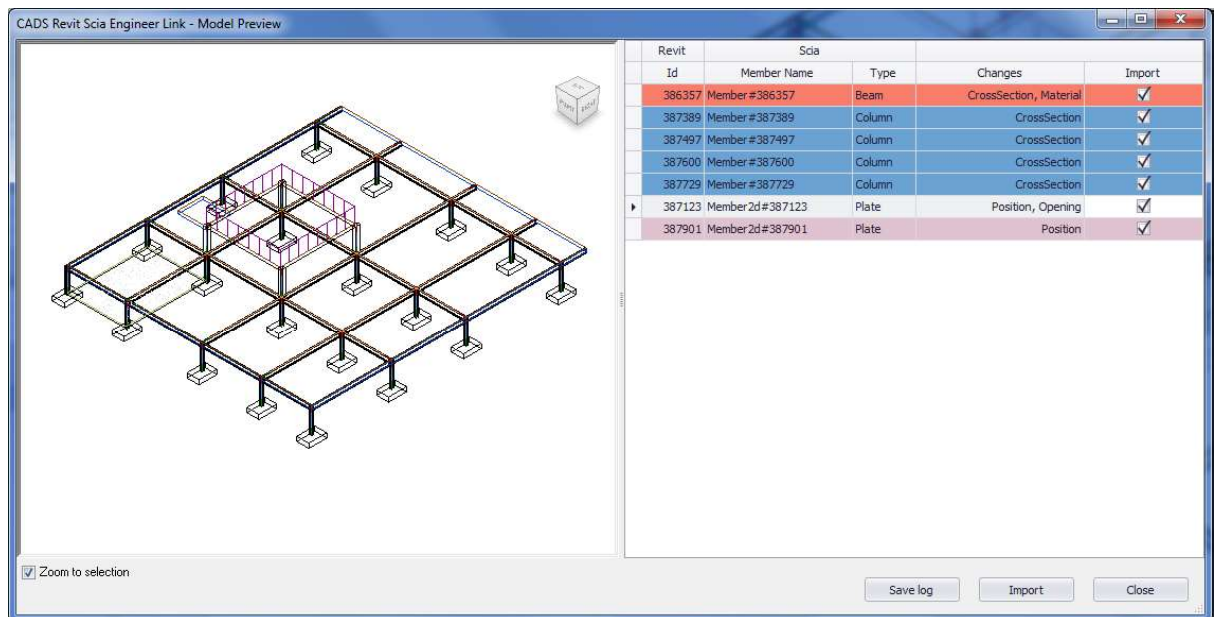 CADS Revit Scia Engineer Link - Model Preview
Revit Scia
Id Member Name Type Changes Import
386357 Member#386357 Beam CrossSection, Material
387389 Member#387389 Column CrossSection
387497 Member#387497 Column CrossSection
387600 Member#387600 Column CrossSection
387729 Member#387729 Column CrossSection
387123 Member2d#387123 Plate Position, Opening
387901 Member2d#387901 Plate Position
Zoom to selection
Save log Import Close